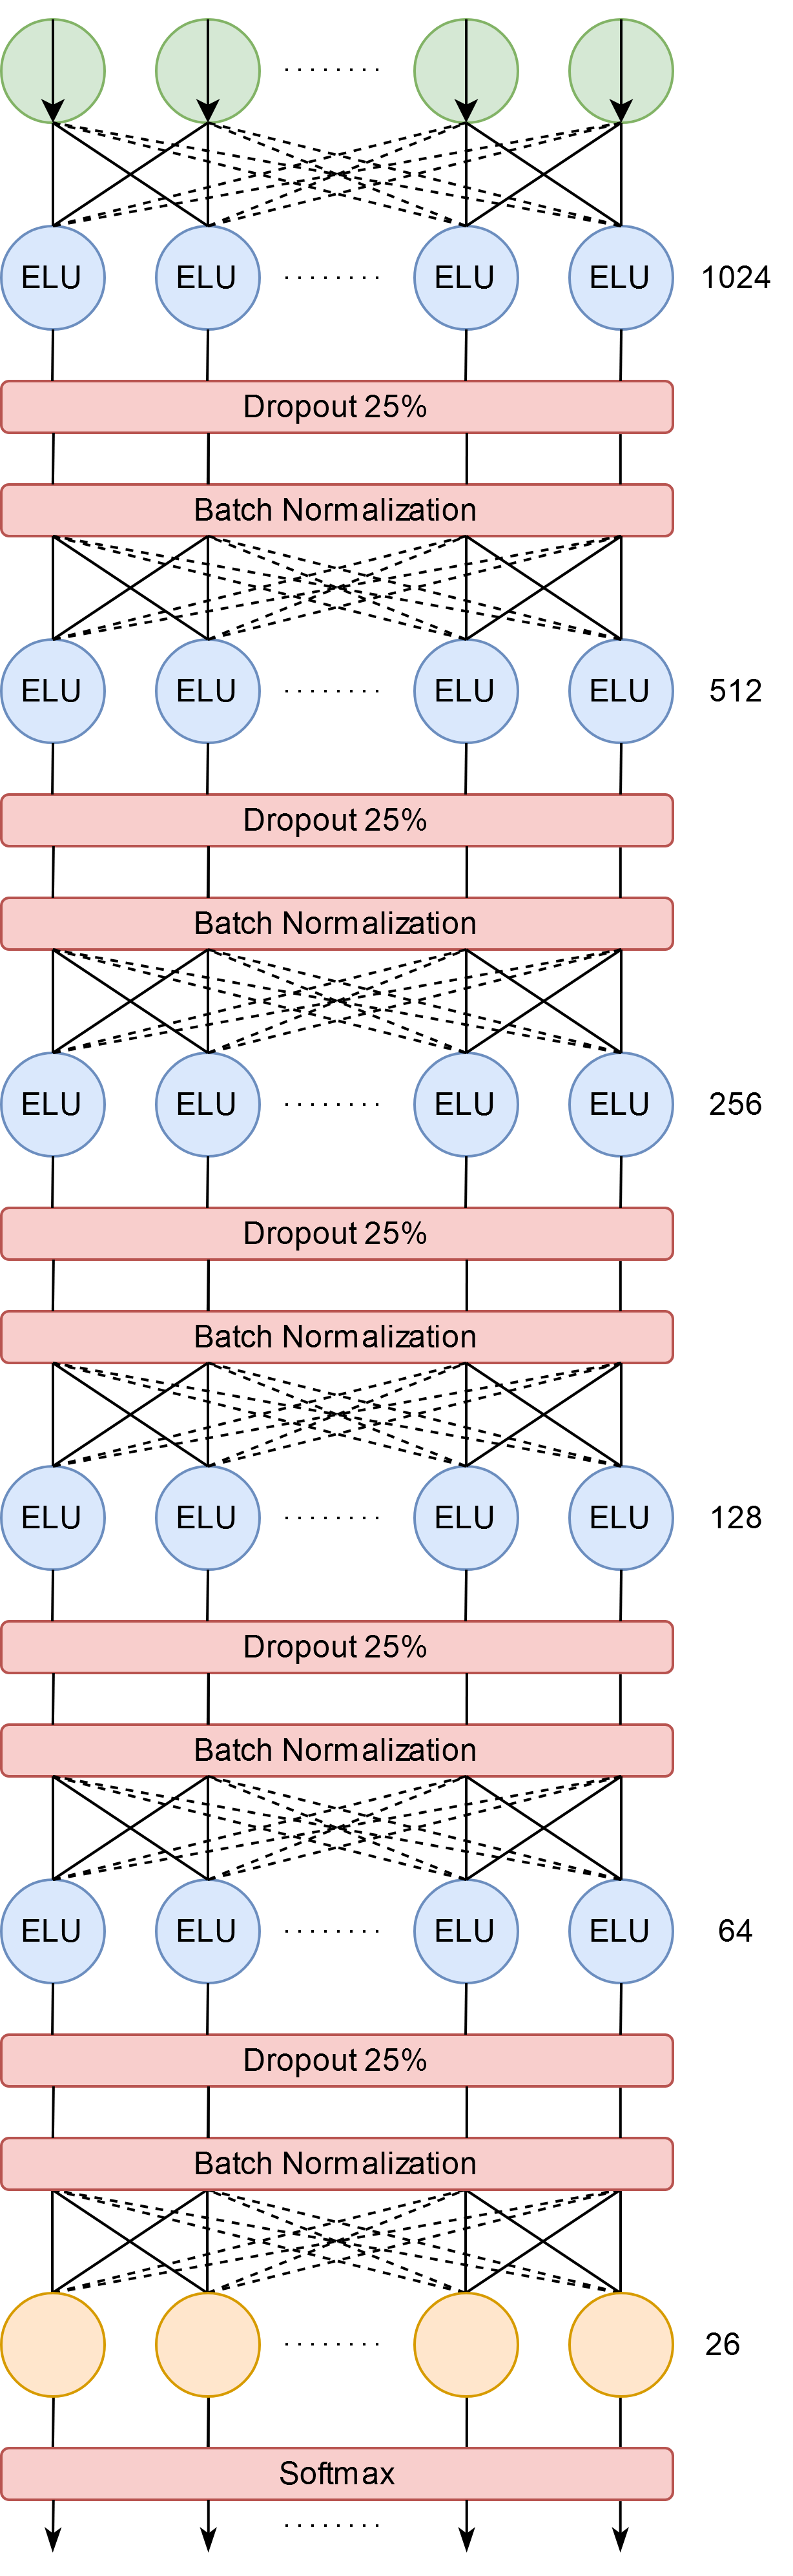 ELU ELU ........ ELU ELU 1024
Dropout 25%
Batch Normalization
ELU ELU ........ ELU ELU 512
Dropout 25%
Batch Normalization
ELU ELU ........ ELU ELU 256
Dropout 25%
Batch Normalization
ELU ELU ........ ELU ELU 128
Dropout 25%
Batch Normalization
ELU ELU ........ ELU ELU 64
Dropout 25%
Batch Normalization
26
Softmax